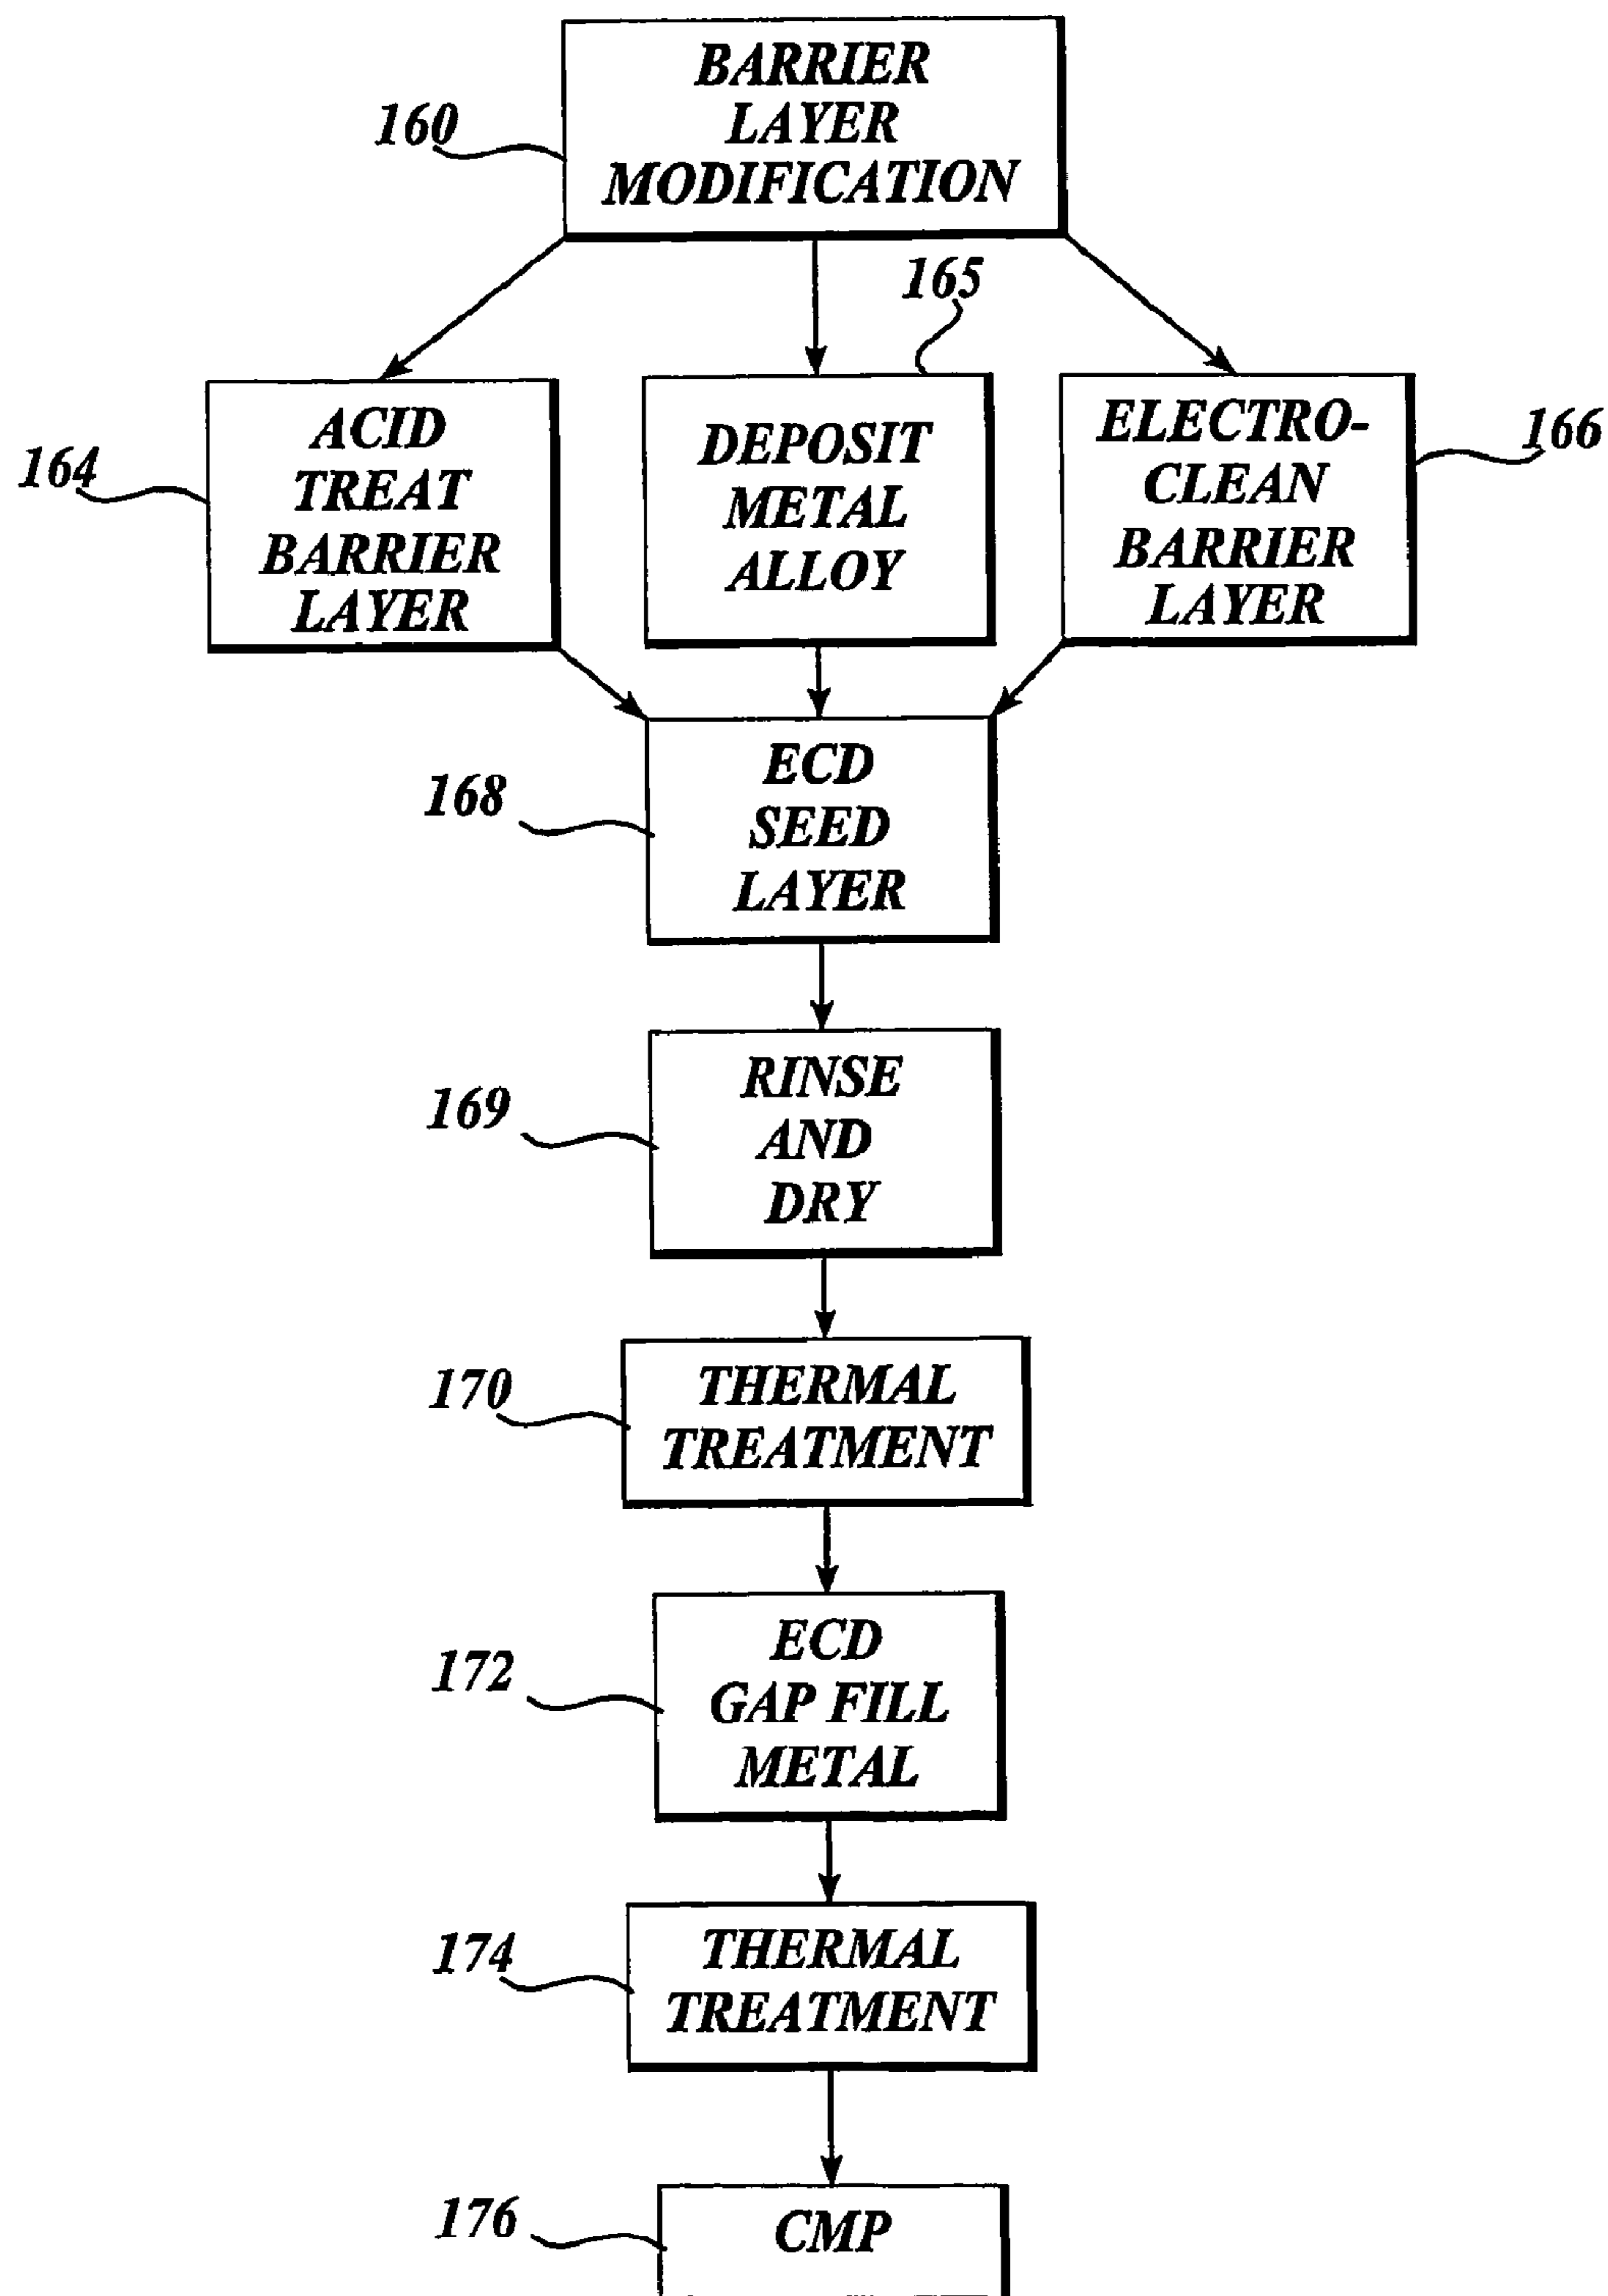 BARRIER
LAYER
MODIFICATION
160
165
ACID
TREAT
BARRIER
LAYER
164
DEPOSIT
METAL
ALLOY
ELECTRO-
CLEAN
BARRIER
LAYER
166
ECD
SEED
LAYER
168
RINSE
AND
DRY
169
THERMAL
TREATMENT
170
ECD
GAP FILL
METAL
172
THERMAL
TREATMENT
174
CMP
176